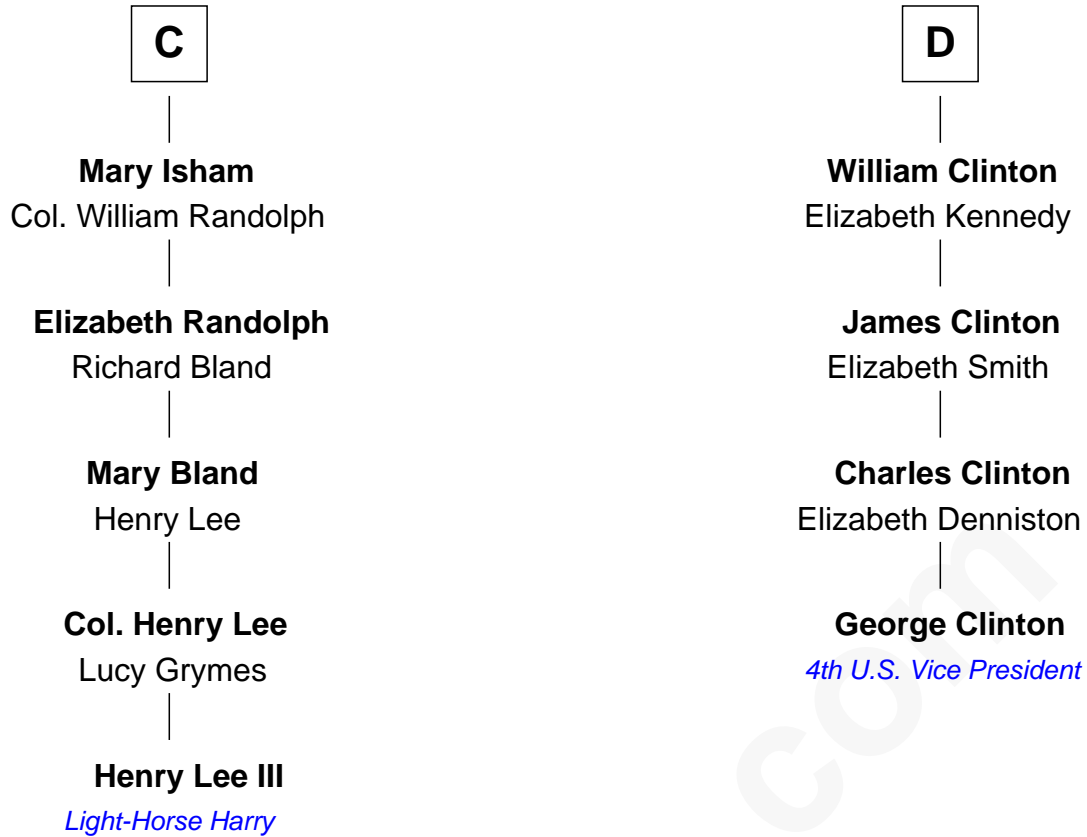 C
Mary Isham
Col. William Randolph
Elizabeth Randolph
Richard Bland
Mary Bland
Henry Lee
Col. Henry Lee
Lucy Grymes
Henry Lee III
Light-Horse Harry
D
William Clinton
Elizabeth Kennedy
James Clinton
Elizabeth Smith
Charles Clinton
Elizabeth Denniston
George Clinton
4th U.S. Vice President
com